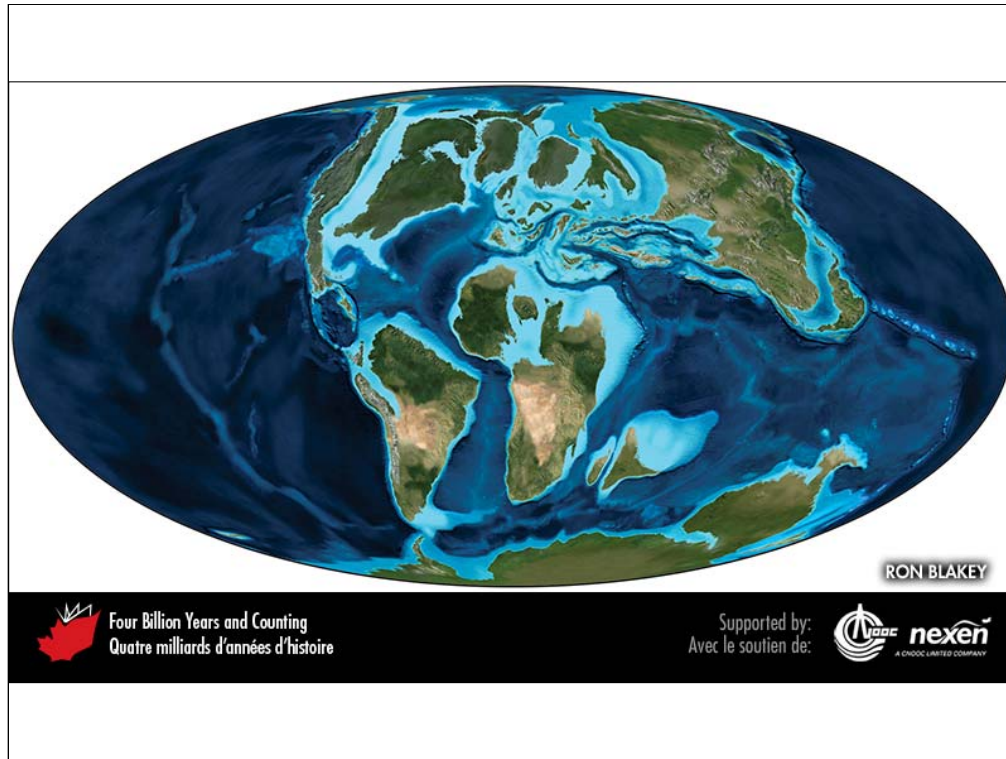 RON BLAKEY
Four Billion Years and Counting
Quatre milliards d'années d'histoire
Supported by:
Avec le soutien de:
CNOOC
nexen
A CNOOC LIMITED COMPANY